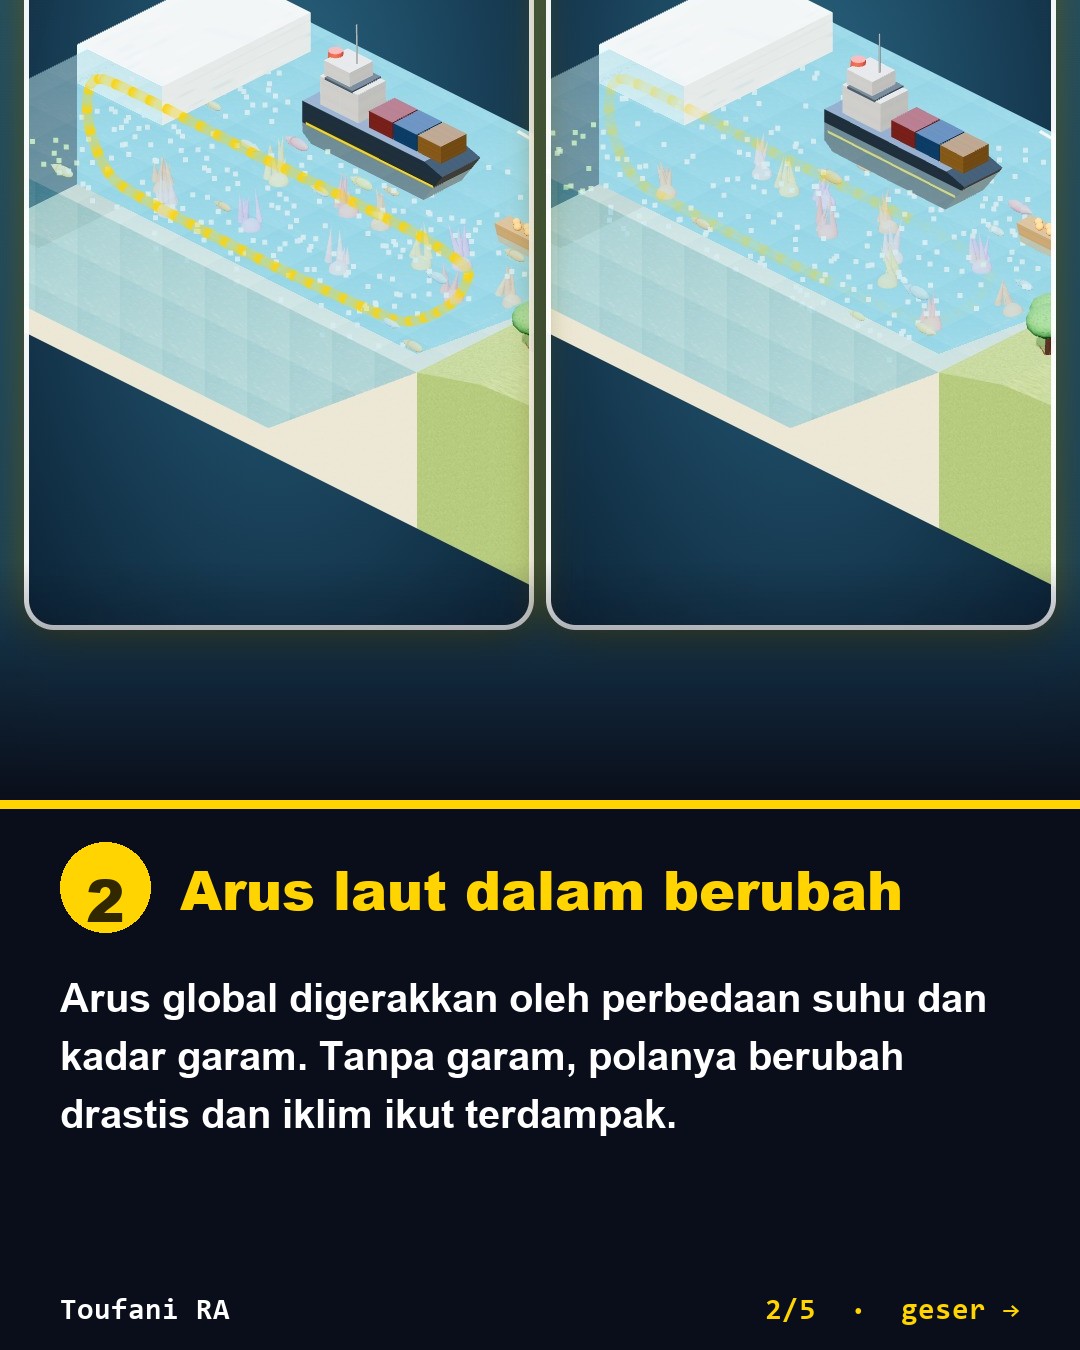 2
Arus laut dalam berubah
Arus global digerakkan oleh perbedaan suhu dan
kadar garam. Tanpa garam, polanya berubah
drastis dan iklim ikut terdampak.
Toufani RA
2/5 · geser →